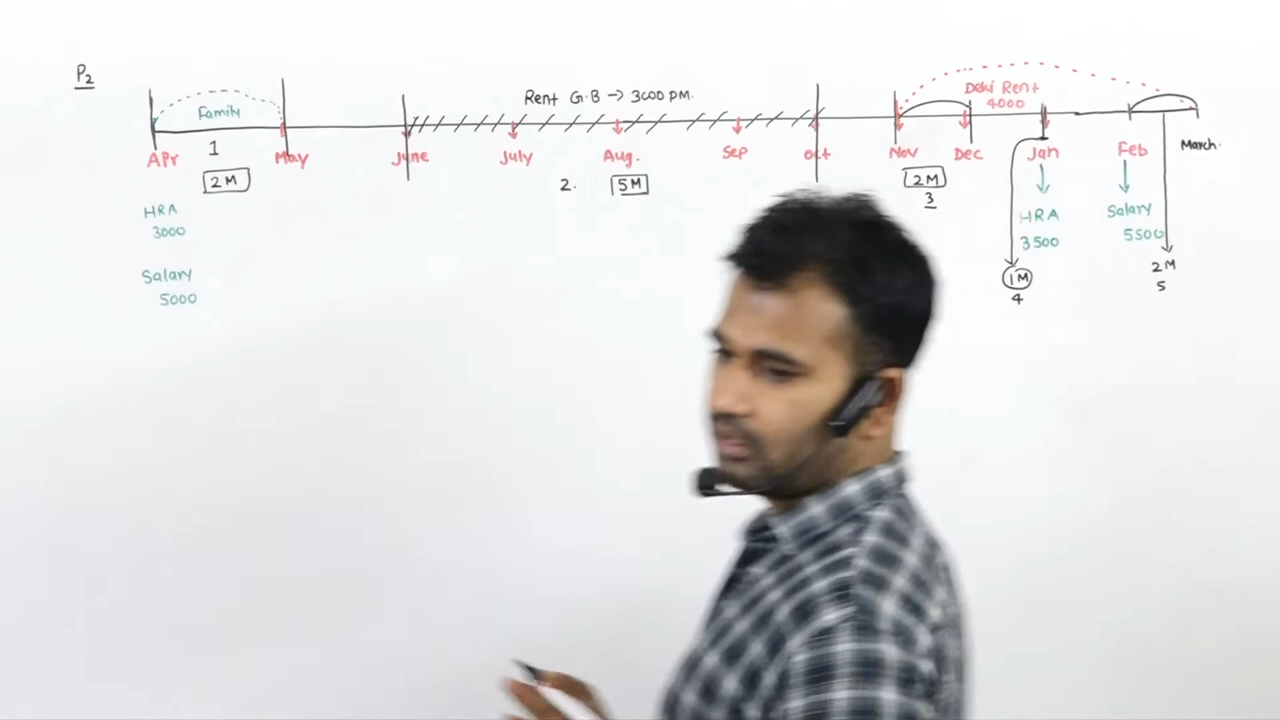 P2
Family
Rent G.B → 3000 PM.
Delhi Rent
4000
Apr
May
June
July
Aug.
Sep
oct
Nov
Dec
Jan
Feb
March.
1
2M
2.
5M
2M
3
HRA
3000
Salary
5000
HRA
3500
Salary
5500
1M
4
2M
5